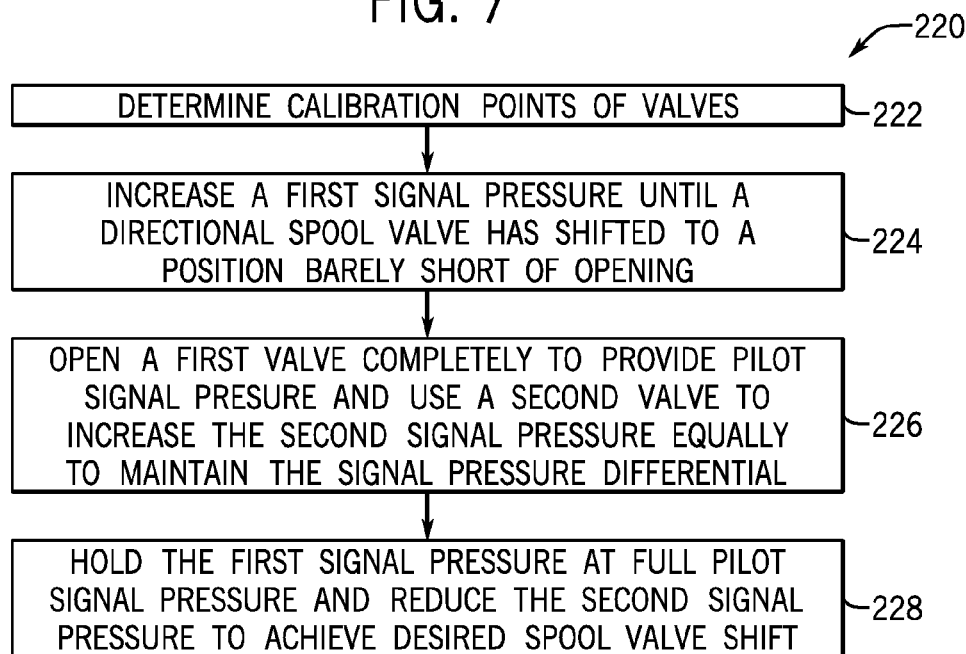 FIG. 7
220
DETERMINE CALIBRATION POINTS OF VALVES
222
INCREASE A FIRST SIGNAL PRESSURE UNTIL A
DIRECTIONAL SPOOL VALVE HAS SHIFTED TO A
POSITION BARELY SHORT OF OPENING
224
OPEN A FIRST VALVE COMPLETELY TO PROVIDE PILOT
SIGNAL PRESURE AND USE A SECOND VALVE TO
INCREASE THE SECOND SIGNAL PRESSURE EQUALLY
TO MAINTAIN THE SIGNAL PRESSURE DIFFERENTIAL
226
HOLD THE FIRST SIGNAL PRESSURE AT FULL PILOT
SIGNAL PRESSURE AND REDUCE THE SECOND SIGNAL
PRESSURE TO ACHIEVE DESIRED SPOOL VALVE SHIFT
228